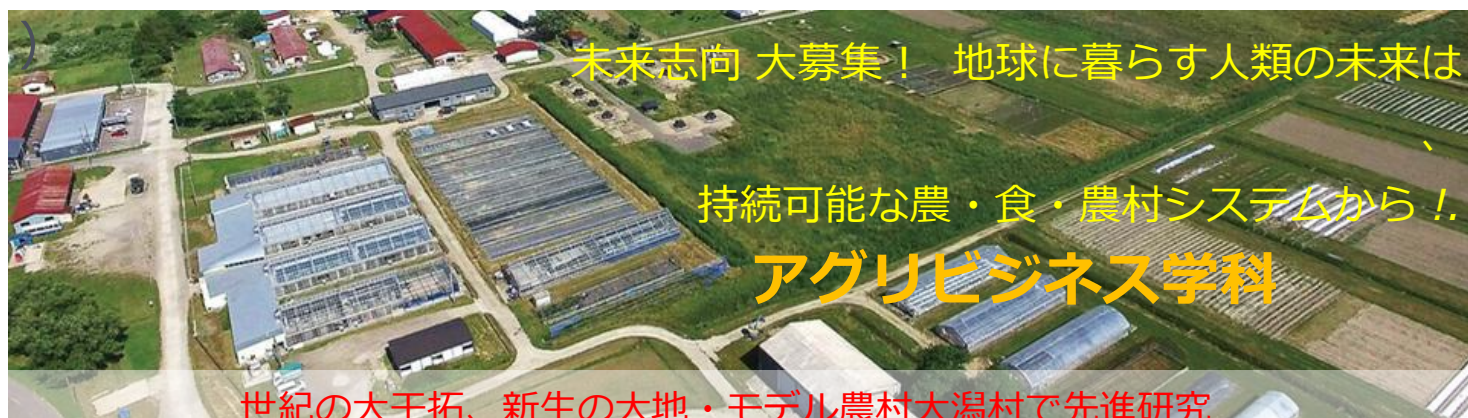 未来志向 大募集! 地球に暮らす人類の未来は
、
持続可能な農・食・農村システムから!.
アグリビジネス学科
世紀の大干拓、新生の大地・モデル農村大潟村で先進研究